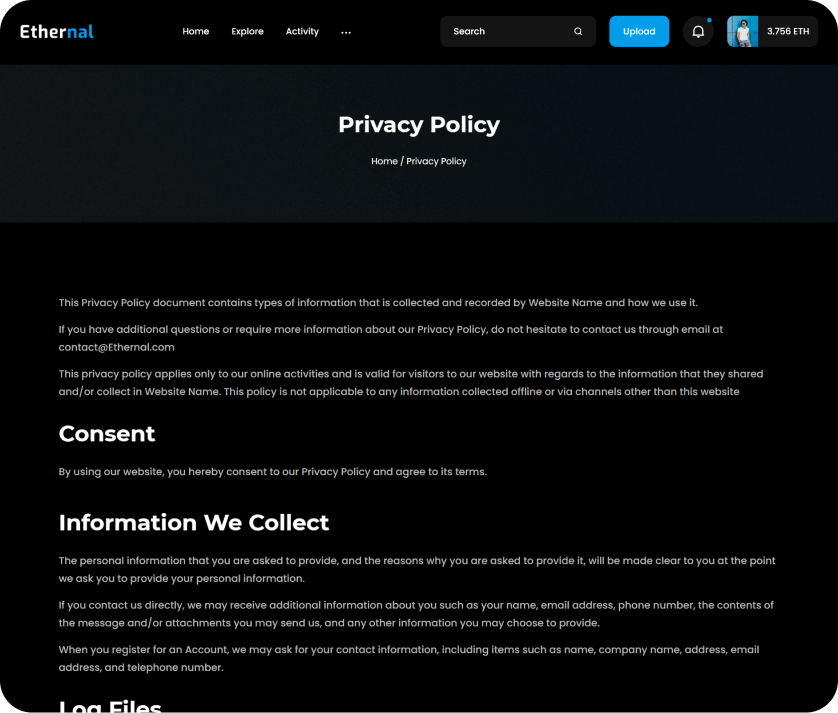 Ethernal
Home Explore Activity ...
Search
Upload
3.756 ETH
Privacy Policy
Home / Privacy Policy
This Privacy Policy document contains types of information that is collected and recorded by Website Name and how we use it.
If you have additional questions or require more information about our Privacy Policy, do not hesitate to contact us through email at
contact@Ethernal.com
This privacy policy applies only to our online activities and is valid for visitors to our website with regards to the information that they shared
and/or collect in Website Name. This policy is not applicable to any information collected offline or via channels other than this website
Consent
By using our website, you hereby consent to our Privacy Policy and agree to its terms.
Information We Collect
The personal information that you are asked to provide, and the reasons why you are asked to provide it, will be made clear to you at the point
we ask you to provide your personal information.
If you contact us directly, we may receive additional information about you such as your name, email address, phone number, the contents of
the message and/or attachments you may send us, and any other information you may choose to provide.
When you register for an Account, we may ask for your contact information, including items such as name, company name, address, email
address, and telephone number.
Log Files